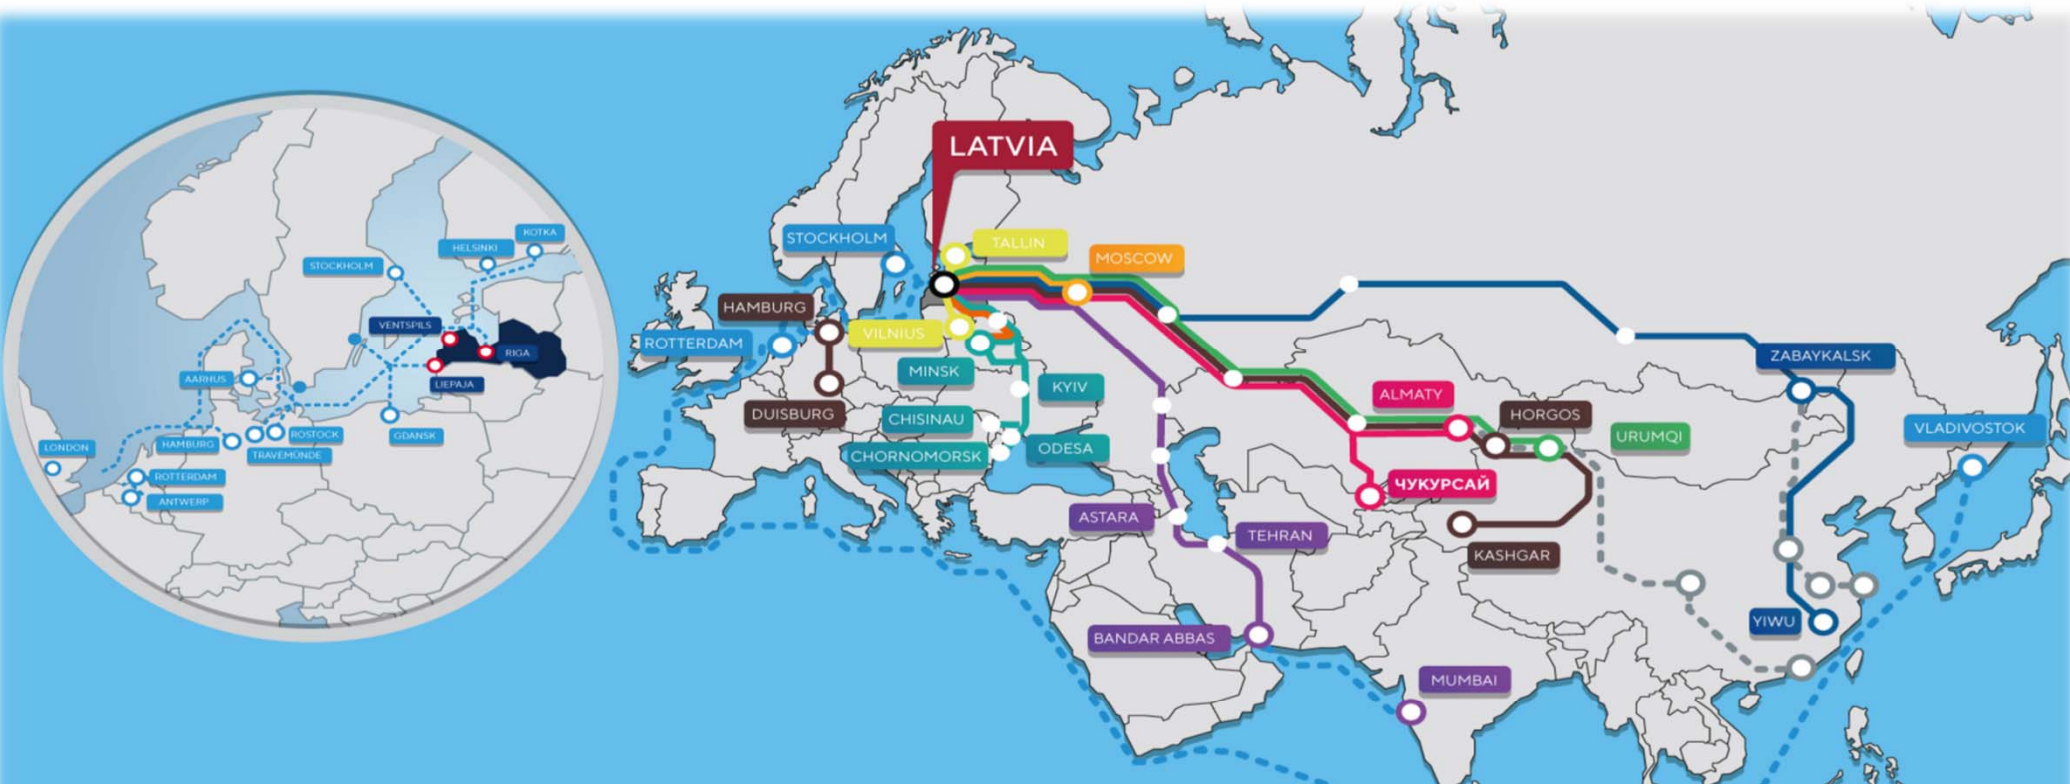 KOTKA
HELSINKI
STOCKHOLM
VENTSPILS
RIGA
AARHUS
LIEPAJA
LONDON
HAMBURG
ROSTOCK
GDANSK
TRAVEMÜNDE
ROTTERDAM
ANTWERP
LATVIA
STOCKHOLM
TALLIN
MOSCOW
HAMBURG
ROTTERDAM
VILNIUS
MINSK
KYIV
DUISBURG
CHISINAU
CHORNOMORSK
ODESA
ZABAYKALSK
ALMATY
HORGOS
URUMQI
VLADIVOSTOK
ЧУКУРСАЙ
ASTARA
TEHRAN
KASHGAR
BANDAR ABBAS
YIWU
MUMBAI